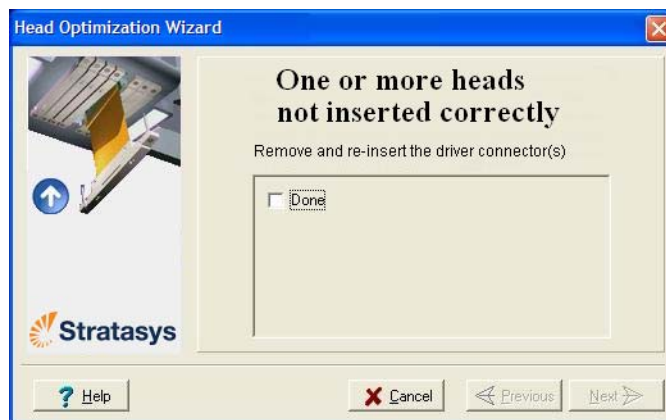 Head Optimization Wizard
One or more heads
not inserted correctly
Remove and re-insert the driver connector(s)
Done
Stratasys
? Help
Cancel
Previous
Next